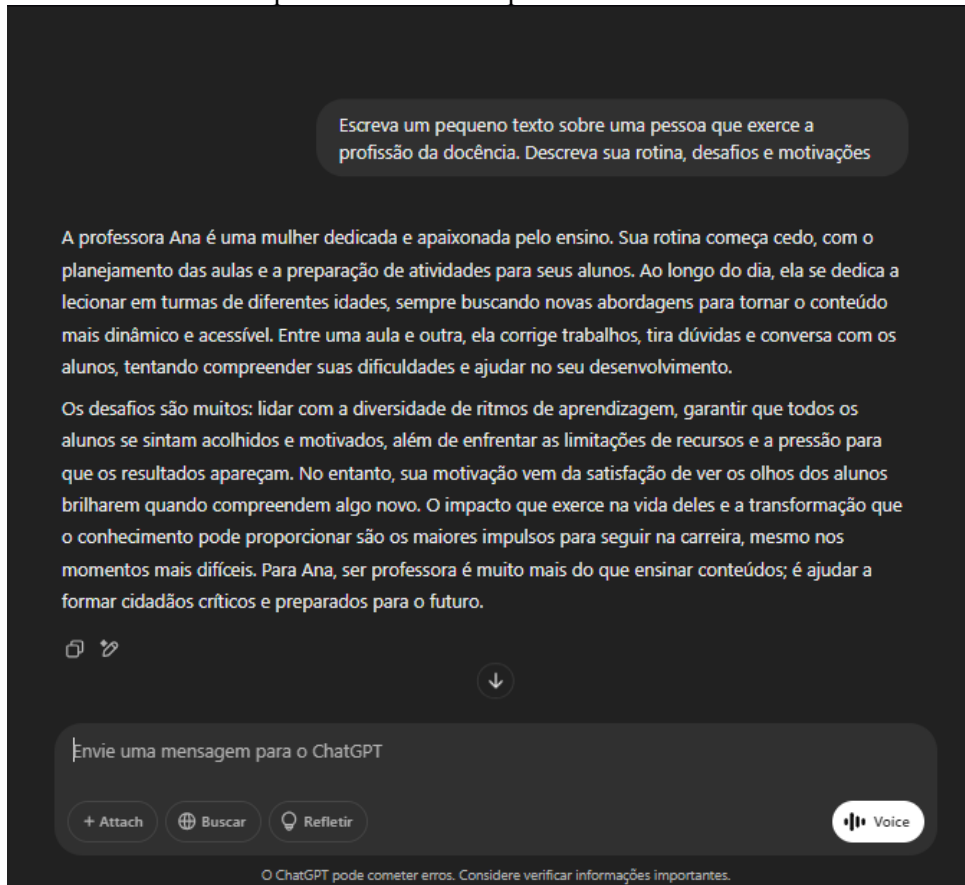 Escreva um pequeno texto sobre uma pessoa que exerce a
profissão da docência. Descreva sua rotina, desafios e motivações
A professora Ana é uma mulher dedicada e apaixonada pelo ensino. Sua rotina começa cedo, com o
planejamento das aulas e a preparação de atividades para seus alunos. Ao longo do dia, ela se dedica a
lecionar em turmas de diferentes idades, sempre buscando novas abordagens para tornar o conteúdo
mais dinâmico e acessível. Entre uma aula e outra, ela corrige trabalhos, tira dúvidas e conversa com os
alunos, tentando compreender suas dificuldades e ajudar no seu desenvolvimento.
Os desafios são muitos: lidar com a diversidade de ritmos de aprendizagem, garantir que todos os
alunos se sintam acolhidos e motivados, além de enfrentar as limitações de recursos e a pressão para
que os resultados apareçam. No entanto, sua motivação vem da satisfação de ver os olhos dos alunos
brilharem quando compreendem algo novo. O impacto que exerce na vida deles e a transformação que
o conhecimento pode proporcionar são os maiores impulsos para seguir na carreira, mesmo nos
momentos mais difíceis. Para Ana, ser professora é muito mais do que ensinar conteúdos; é ajudar a
formar cidadãos críticos e preparados para o futuro.
Envie uma mensagem para o ChatGPT
+ Attach Buscar Refletir Voice
O ChatGPT pode cometer erros. Considere verificar informações importantes.